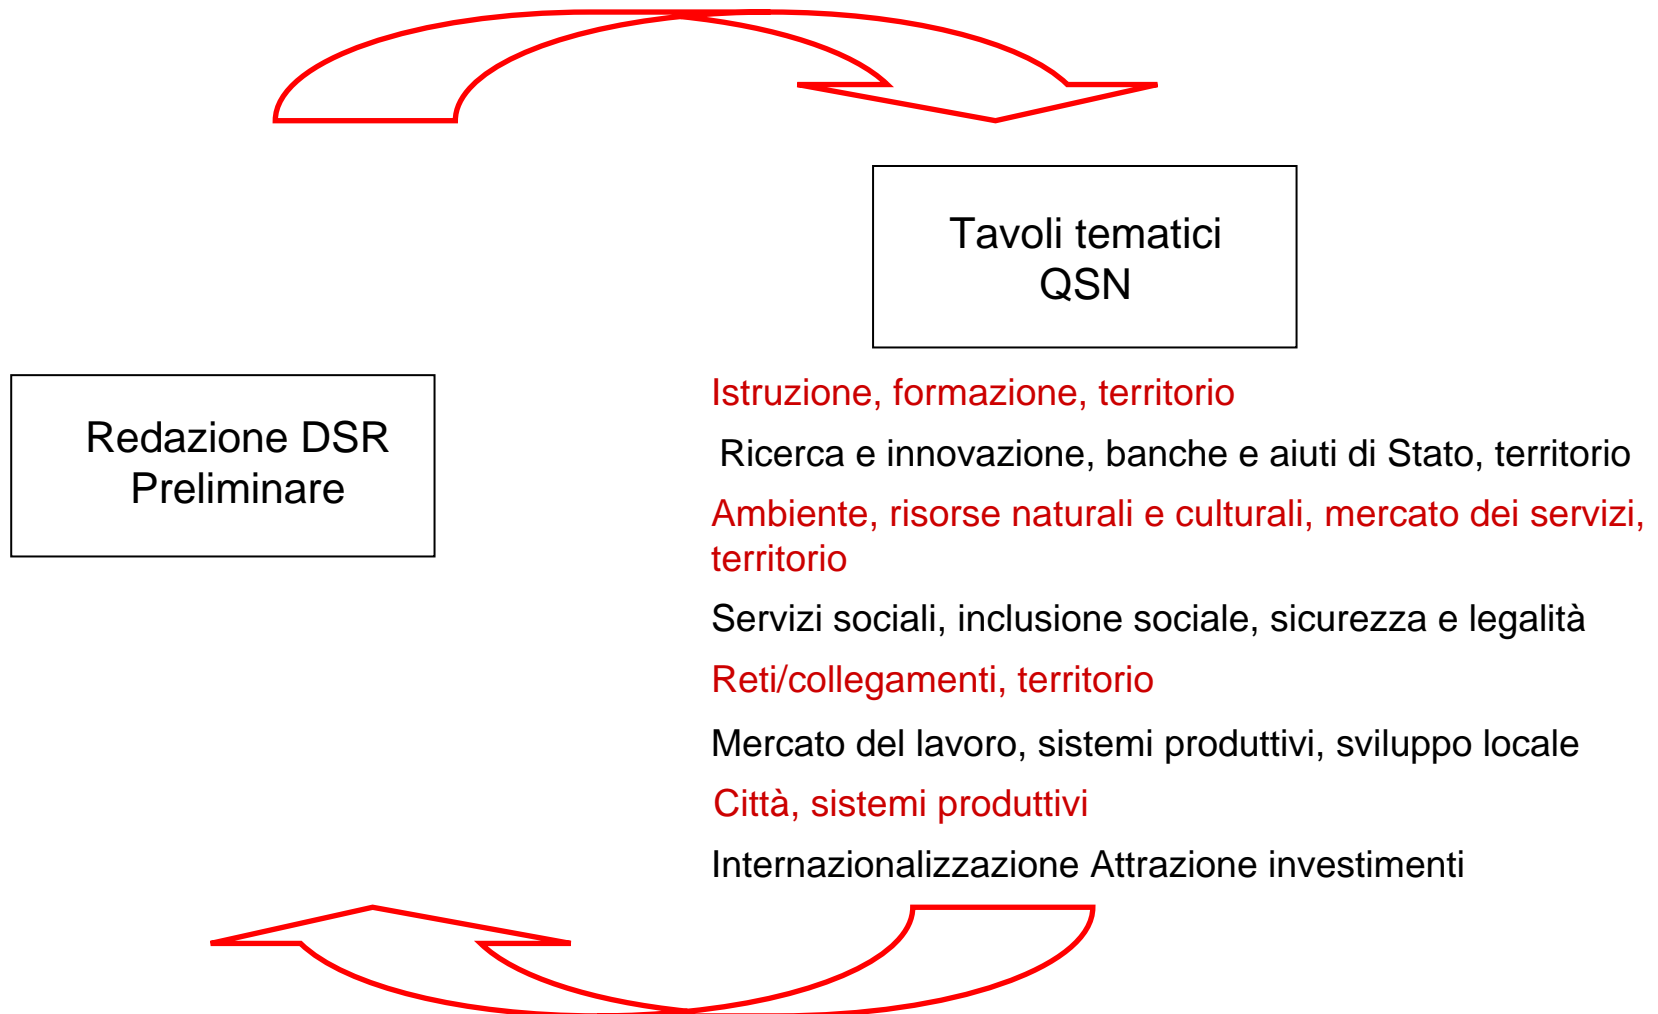 Tavoli tematici
QSN
Redazione DSR
Preliminare
Istruzione, formazione, territorio
Ricerca e innovazione, banche e aiuti di Stato, territorio
Ambiente, risorse naturali e culturali, mercato dei servizi,
territorio
Servizi sociali, inclusione sociale, sicurezza e legalità
Reti/collegamenti, territorio
Mercato del lavoro, sistemi produttivi, sviluppo locale
Città, sistemi produttivi
Internazionalizzazione Attrazione investimenti